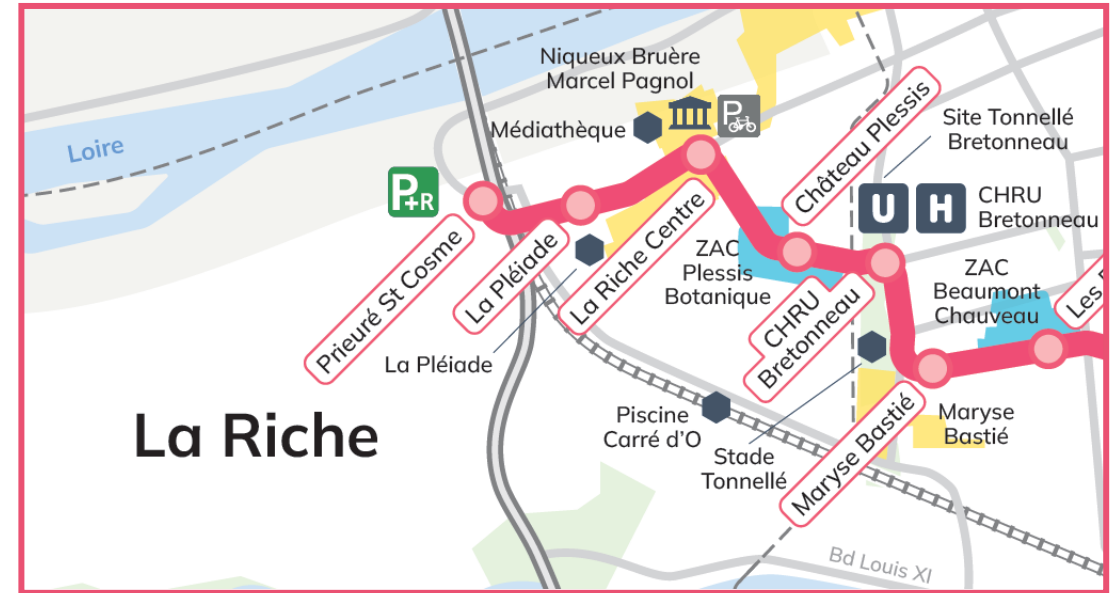 Niqueux Bruère
Marcel Pagnol
Médiathèque
P
Château Plessis
Site Tonnellé
Bretonneau
Loire
P+R
U
H
CHRU
Bretonneau
Prieuré St Cosme
La Pléiade
La Riche Centre
ZAC
Plessis
Botanique
CHRU
Bretonneau
ZAC
Beaumont
Chauveau
Les
La Pléiade
La Riche
Piscine
Carré d'O
Stade
Tonnellé
Maryse Bastié
Maryse
Bastié
Bd Louis XI